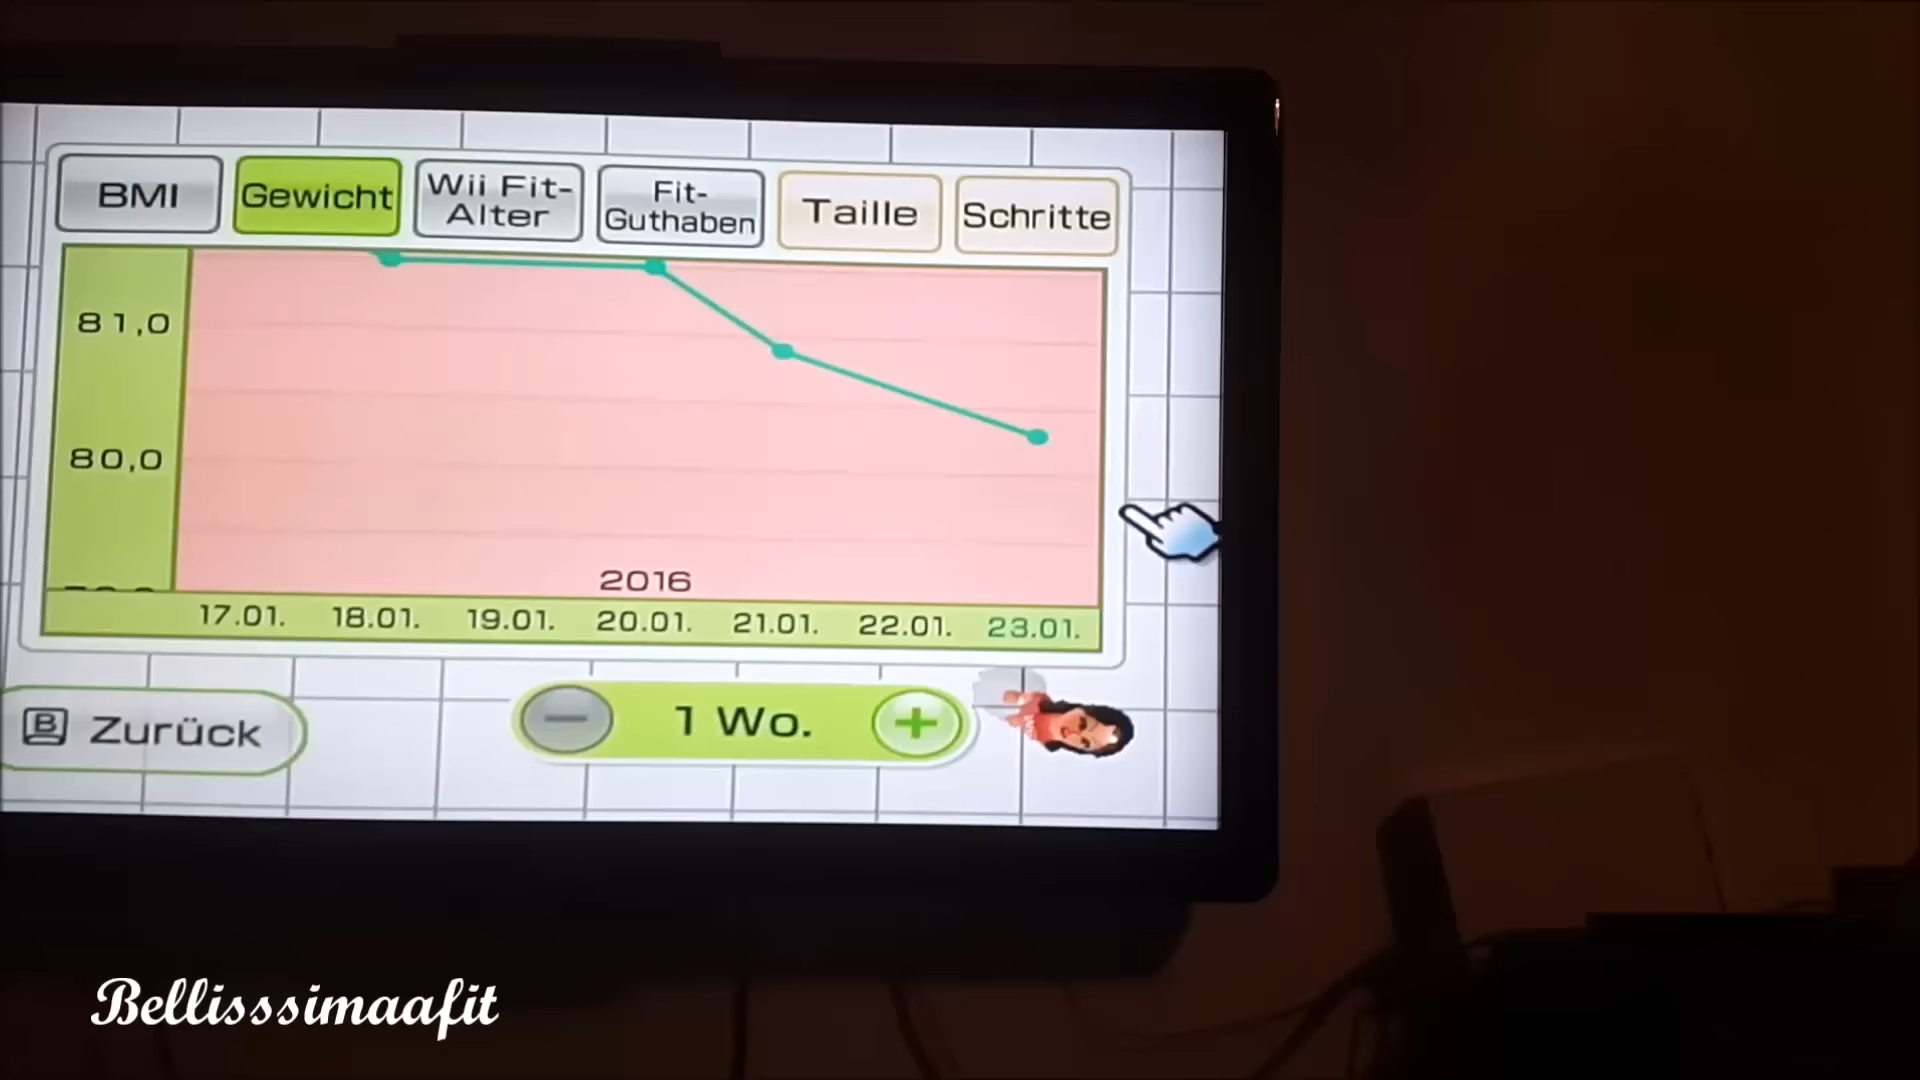 BMI
Gewicht
Wii Fit-
Alter
Fit-
Guthaben
Taille
Schritte
81,0
80,0
2016
17.01. 18.01. 19.01. 20.01. 21.01. 22.01. 23.01.
B Zurück
− 1 Wo. +
Bellisssimaafit